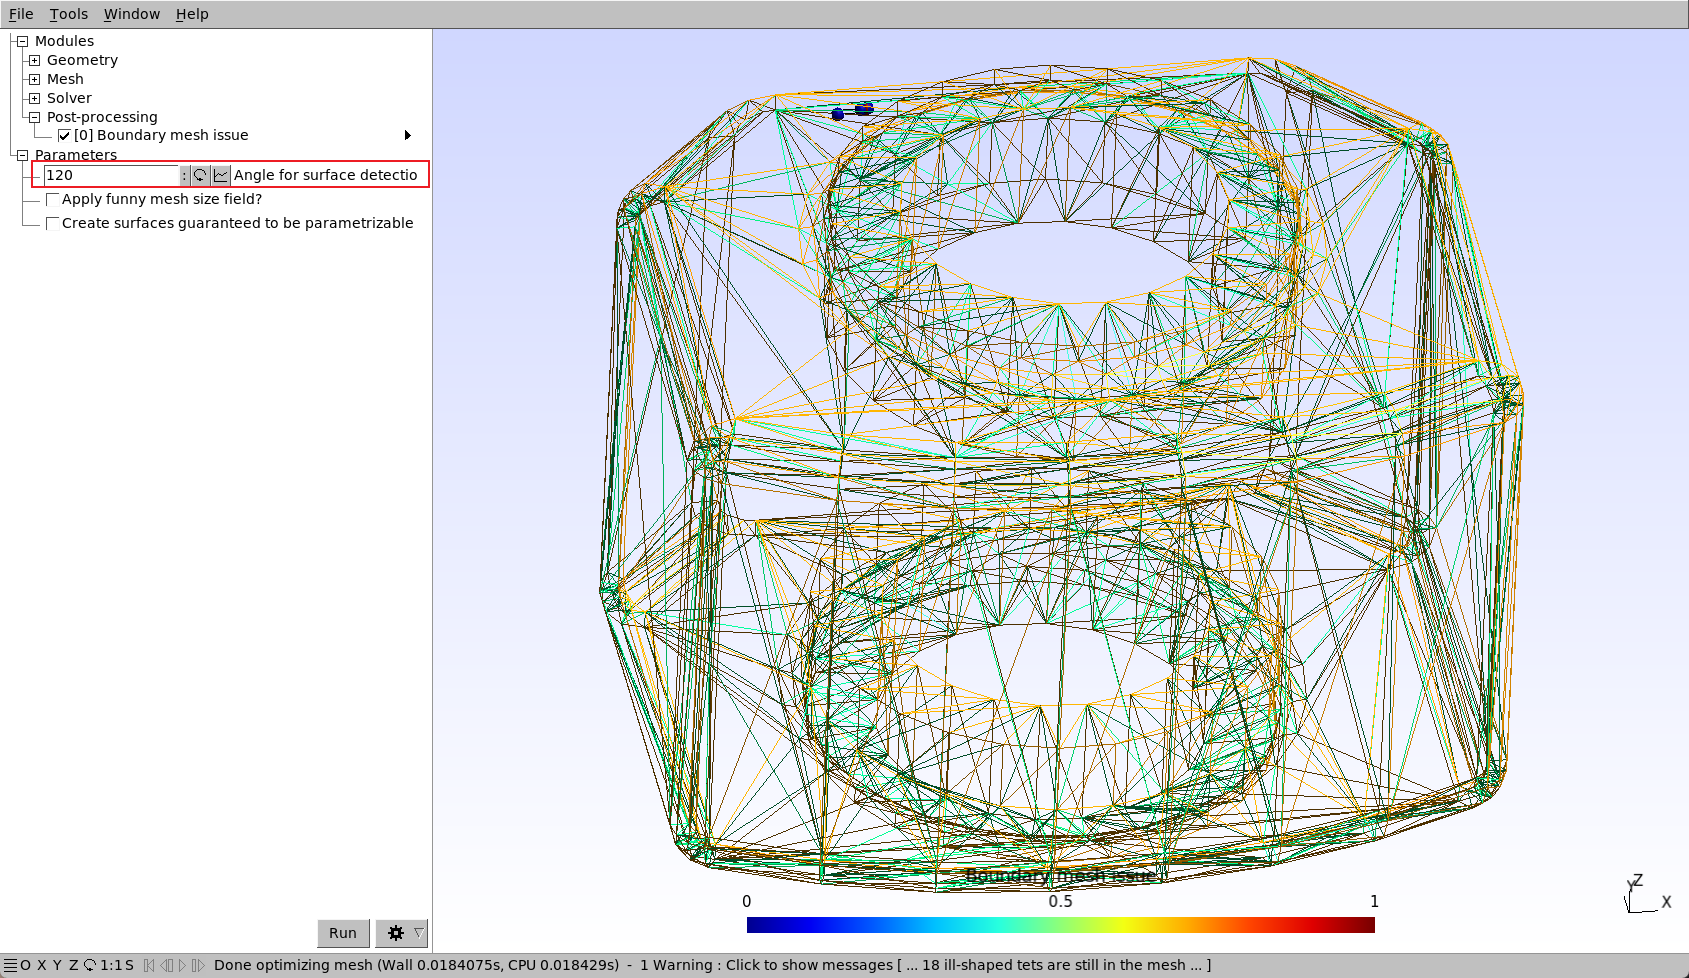 File Tools Window Help
Modules
Geometry
Mesh
Solver
Post-processing
[0] Boundary mesh issue
Parameters
120 : Angle for surface detectio
Apply funny mesh size field?
Create surfaces guaranteed to be parametrizable
Boundary mesh issue
0 0.5 1
Z
Y
X
Run
O X Y Z 1:1 S Done optimizing mesh (Wall 0.0184075s, CPU 0.018429s) - 1 Warning : Click to show messages [ ... 18 ill-shaped tets are still in the mesh ... ]